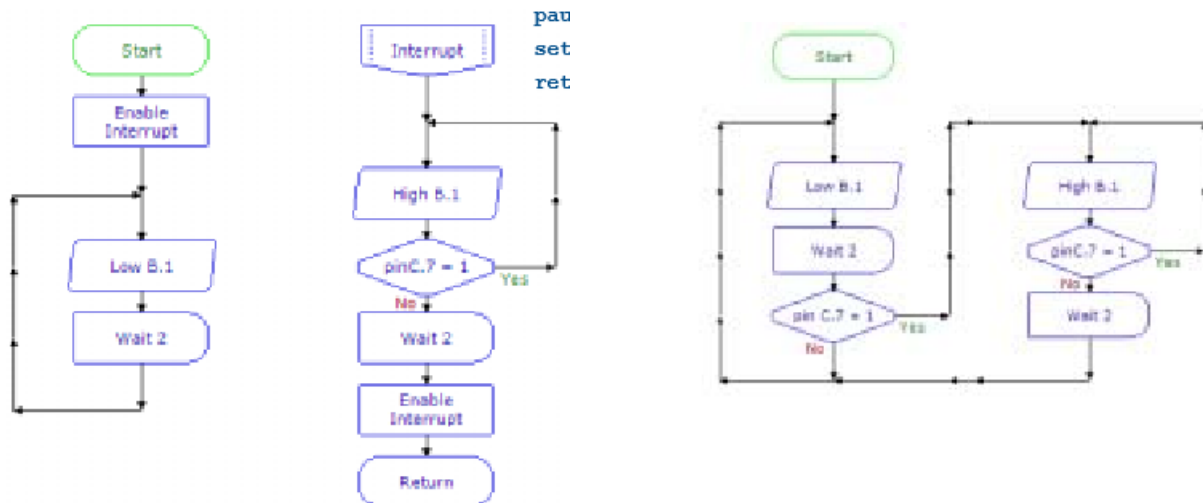 Start
Enable
Interrupt
Low B.1
Wait 2
Interrupt
High B.1
pinC.7 = 1
Yes
No
Wait 2
Enable
Interrupt
Return
pau
set
ret
Start
Low B.1
Wait 2
pin C.7 = 1
Yes
No
High B.1
pinC.7 = 1
Yes
No
Wait 2